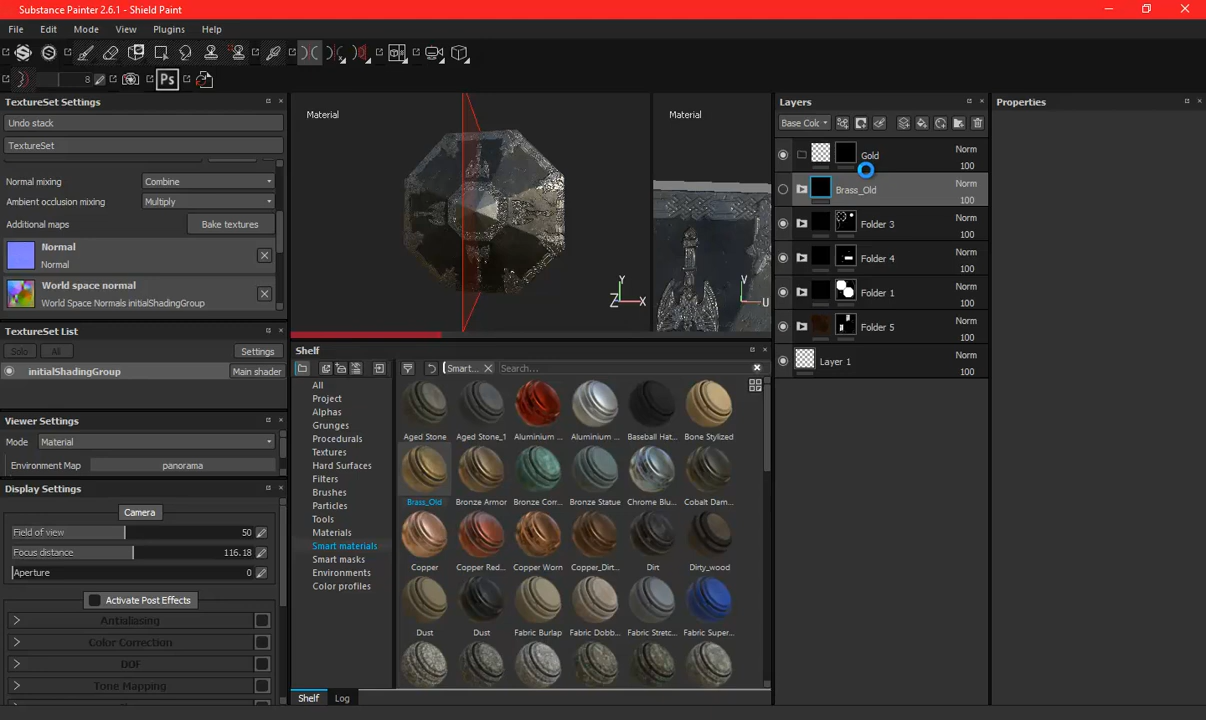 Substance Painter 2.6.1 - Shield Paint
File Edit Mode View Plugins Help
8 Ps
TextureSet Settings
Undo stack
TextureSet
Normal mixing Combine
Ambient occlusion mixing Multiply
Additional maps Bake textures
Normal
Normal
World space normal
World Space Normals initialShadingGroup
TextureSet List
Solo All Settings
initialShadingGroup Main shader
Viewer Settings
Mode Material
Environment Map panorama
Display Settings
Camera
Field of view 50
Focus distance 116.18
Aperture 0
Activate Post Effects
Antialiasing
Color Correction
DOF
Tone Mapping
Material
Y
Z X
Material
V
U
Shelf
Smart... Search...
All
Project
Alphas
Grunges
Procedurals
Textures
Hard Surfaces
Filters
Brushes
Particles
Tools
Materials
Smart materials
Smart masks
Environments
Color profiles
Aged Stone Aged Stone_1 Aluminium ... Aluminium ... Baseball Hat... Bone Stylized
Brass_Old Bronze Armor Bronze Corr... Bronze Statue Chrome Blu... Cobalt Dam...
Copper Copper Red... Copper Worn Copper_Dirt... Dirt Dirty_wood
Dust Dust Fabric Burlap Fabric Dobb... Fabric Stretc... Fabric Super...
Shelf Log
Layers
Base Colo
Gold Norm
100
Brass_Old Norm
100
Folder 3 Norm
100
Folder 4 Norm
100
Folder 1 Norm
100
Folder 5 Norm
100
Layer 1 Norm
100
Properties